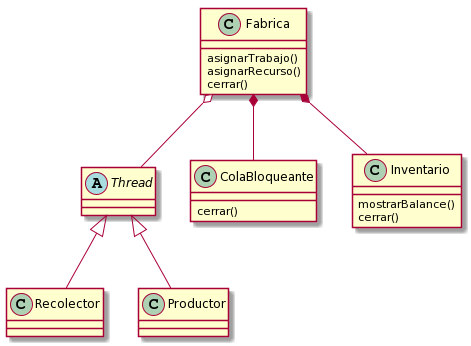 C Fabrica
asignarTrabajo()
asignarRecurso()
cerrar()
A Thread
C ColaBloqueante
cerrar()
C Inventario
mostrarBalance()
cerrar()
C Recolector
C Productor